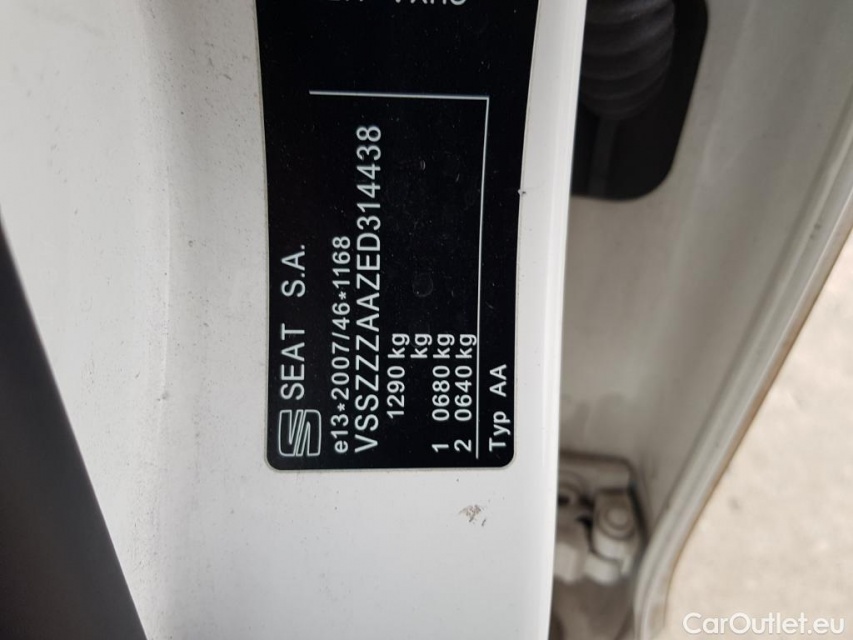 SEAT S.A.
e13*2007/46*1168
VSSZZZAAZED314438
1290 kg
kg
1 0680 kg
2 0640 kg
Typ AA
CarOutlet.eu